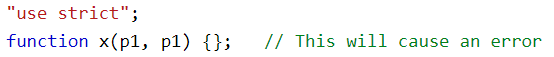 "use strict";
function x(p1, p1) {};   // This will cause an error